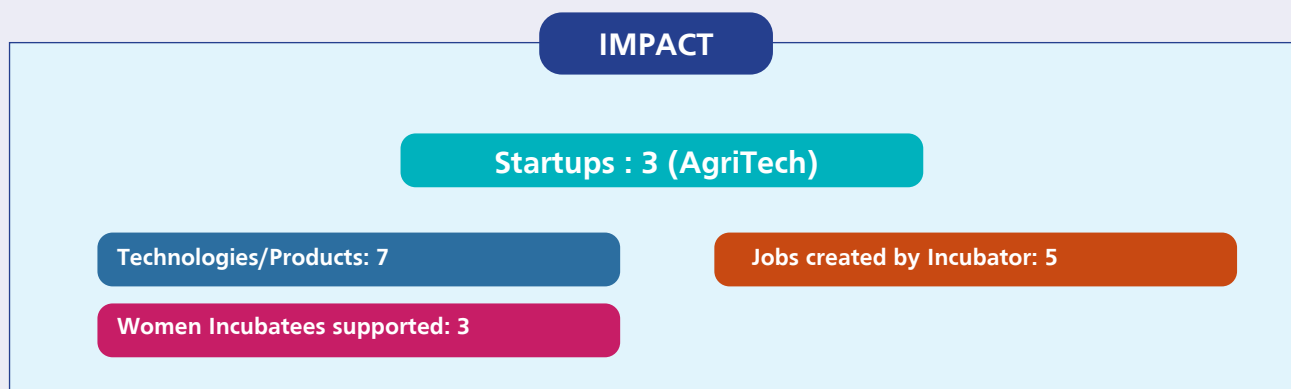 IMPACT
Startups : 3 (AgriTech)
Technologies/Products: 7
Jobs created by Incubator: 5
Women Incubatees supported: 3